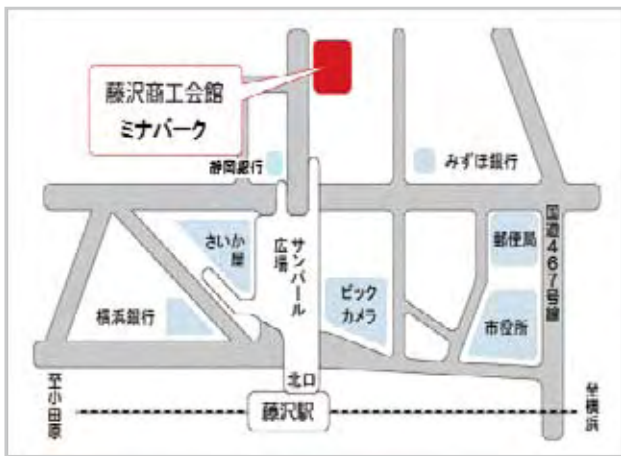 藤沢商工会館
ミナパーク
静岡銀行
みずほ銀行
国道467号線
郵便局
さいか
屋
サンパール
広場
ビック
カメラ
横浜銀行
市役所
北口
藤沢駅
至小田原
至横浜